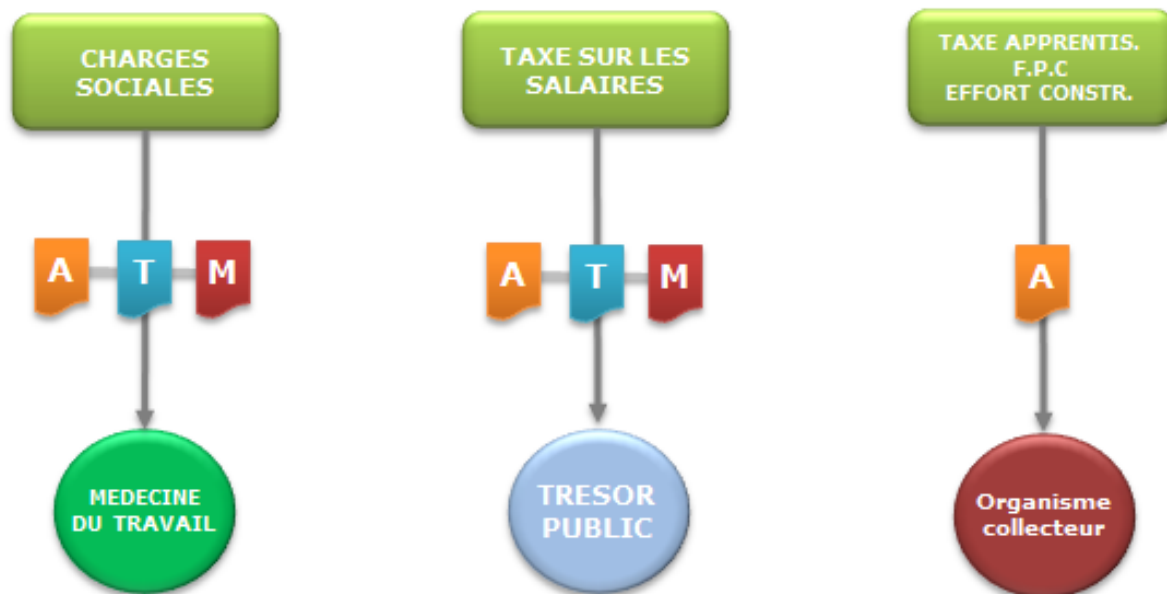 CHARGES
SOCIALES
A
T
M
MEDECINE
DU TRAVAIL
TAXE SUR LES
SALAIRES
A
T
M
TRESOR
PUBLIC
TAXE APPRENTIS.
F.P.C
EFFORT CONSTR.
A
Organisme
collecteur